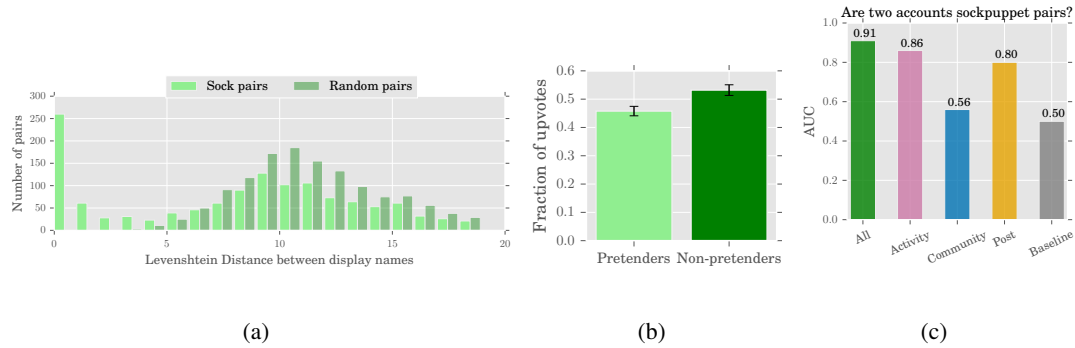 Sock pairs Random pairs
Number of pairs
300
250
200
150
100
50
0
0 5 10 15 20
Levenshtein Distance between display names
(a)
Fraction of upvotes
0.6
0.5
0.4
0.3
0.2
0.1
0.0
Pretenders Non-pretenders
(b)
Are two accounts sockpuppet pairs?
AUC
1.0
0.8
0.6
0.4
0.2
0.0
0.91
0.86
0.56
0.80
0.50
All Activity Community Post Baseline
(c)